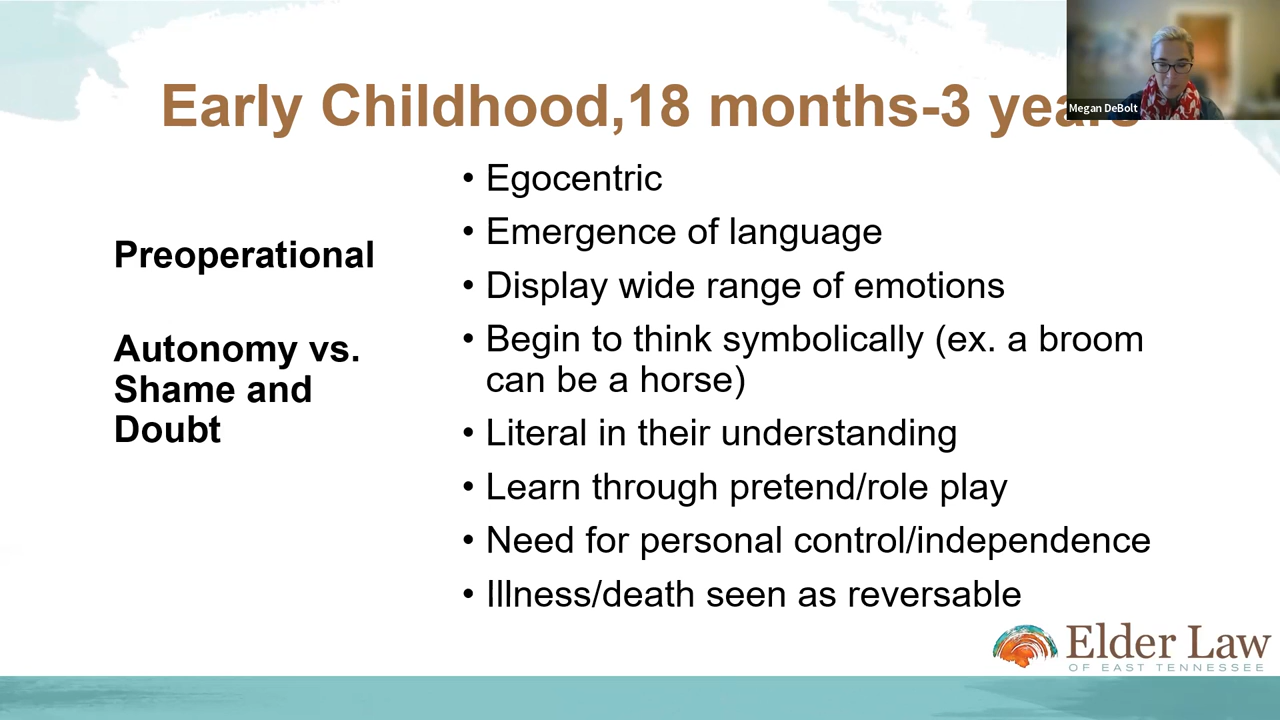 Early Childhood,18 months-3 years
Megan DeBolt
Preoperational
Autonomy vs.
Shame and
Doubt
• Egocentric
• Emergence of language
• Display wide range of emotions
• Begin to think symbolically (ex. a broom
can be a horse)
• Literal in their understanding
• Learn through pretend/role play
• Need for personal control/independence
• Illness/death seen as reversable
Elder Law
OF EAST TENNESSEE